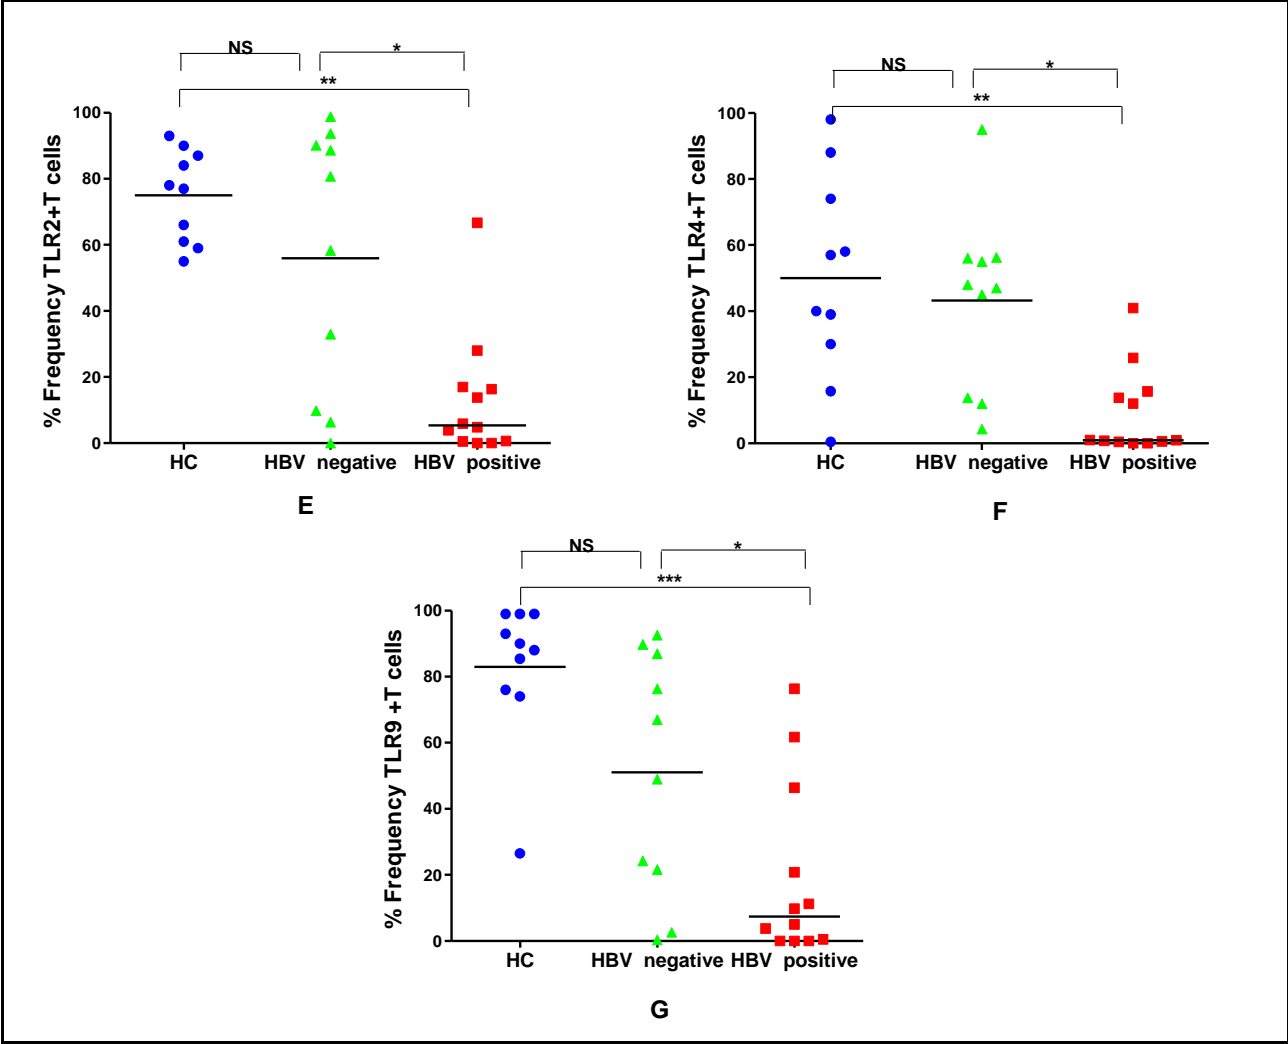 NS
*
**
% Frequency TLR2+T cells
100
80
60
40
20
0
HC
HBV negative
HBV positive
E
NS
*
**
% Frequency TLR4+T cells
100
80
60
40
20
0
HC
HBV negative
HBV positive
F
NS
*
***
% Frequency TLR9 +T cells
100
80
60
40
20
0
HC
HBV negative
HBV positive
G